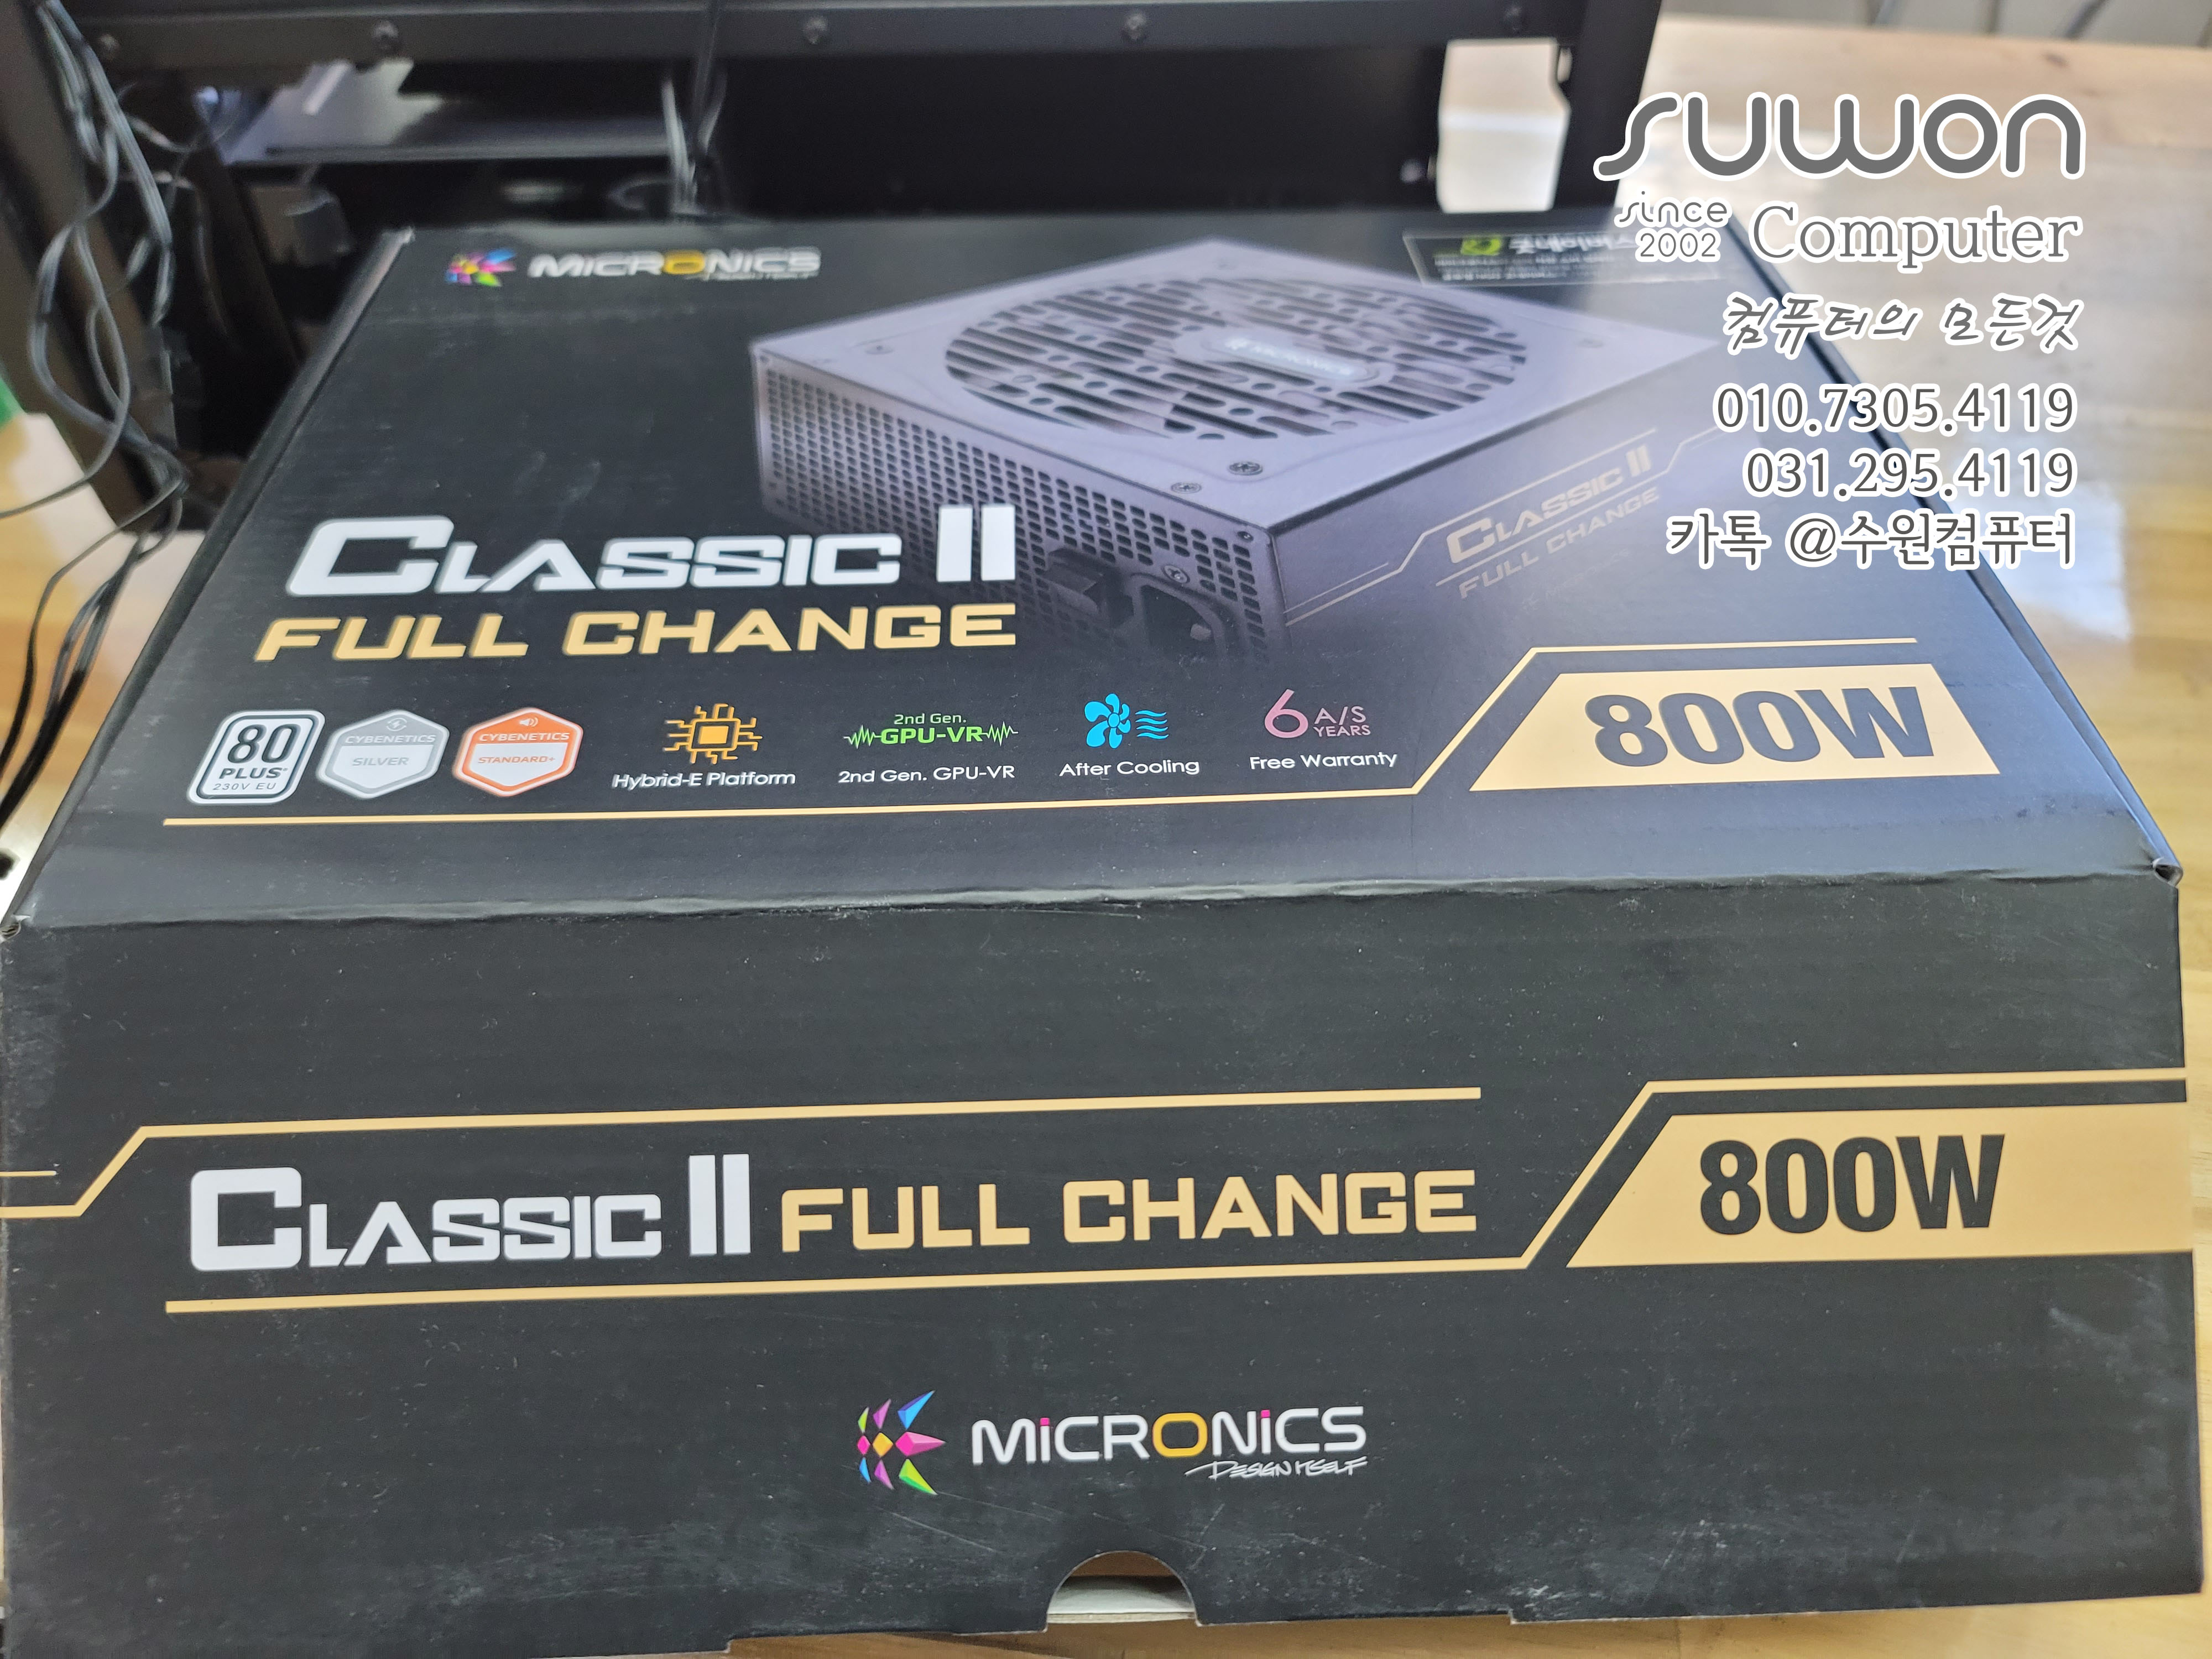 suwon
since 2002 Computer
컴퓨터의 모든것
010.7305.4119
031.295.4119
카톡 @수원컴퓨터
MiCRONiCS
CLASSIC II
FULL CHANGE
CLASSIC II
FULL CHANGE
80 PLUS 230V EU
CYBENETICS SILVER
CYBENETICS STANDARD+
Hybrid-E Platform
2nd Gen. GPU-VR
2nd Gen. GPU-VR
After Cooling
6 A/S YEARS
Free Warranty
800W
CLASSIC II FULL CHANGE 800W
MiCRONiCS
DESIGN ITSELF